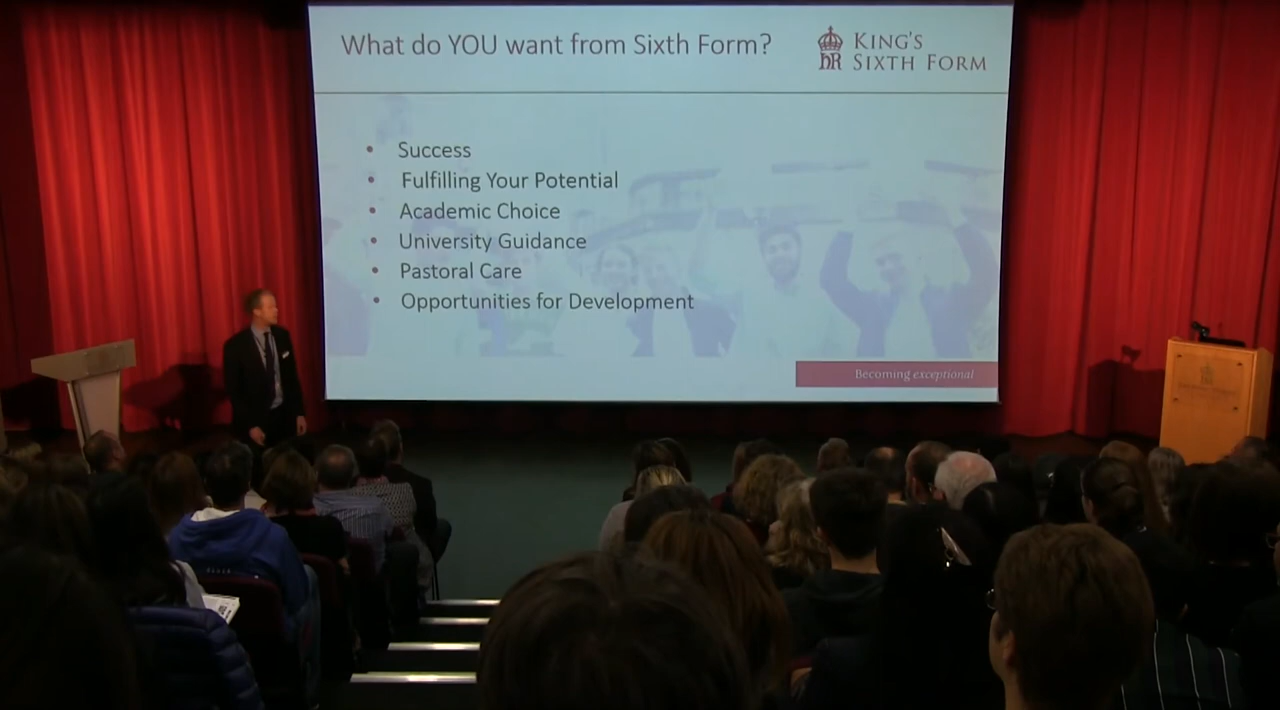 What do YOU want from Sixth Form?
KING'S
SIXTH FORM
• Success
• Fulfilling Your Potential
• Academic Choice
• University Guidance
• Pastoral Care
• Opportunities for Development
Becoming exceptional